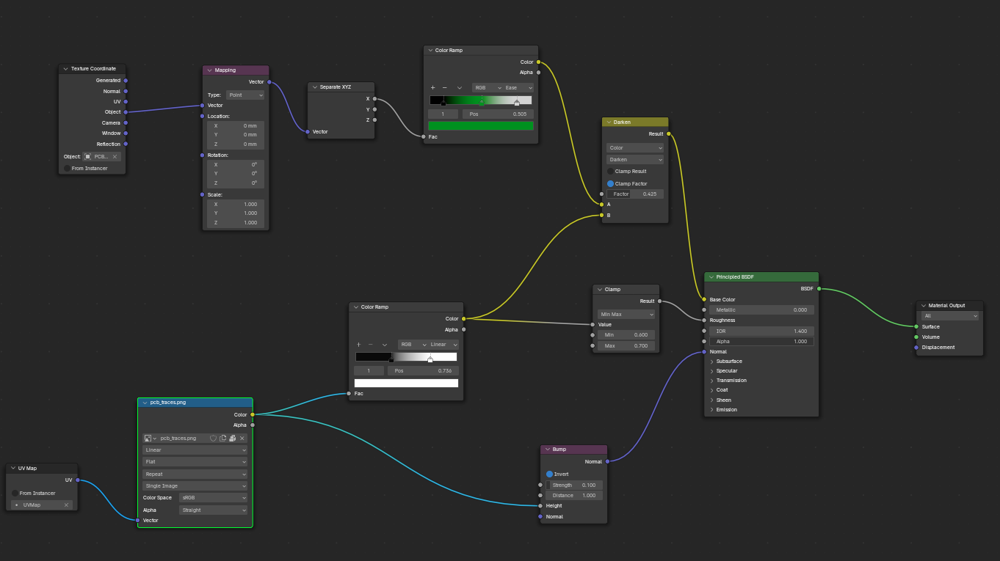 Texture Coordinate
Generated
Normal
UV
Object
Camera
Window
Reflection
Object: PCB...
From Instancer
Mapping
Vector
Type: Point
Vector
Location:
X 0 mm
Y 0 mm
Z 0 mm
Rotation:
X 0°
Y 0°
Z 0°
Scale:
X 1.000
Y 1.000
Z 1.000
Separate XYZ
X
Y
Z
Vector
Color Ramp
Color
Alpha
RGB Ease
1 Pos 0.505
Fac
Darken
Result
Color
Darken
Clamp Result
Clamp Factor
Factor 0.425
A
B
Color Ramp
Color
Alpha
RGB Linear
1 Pos 0.736
Fac
Clamp
Result
Min Max
Value
Min 0.600
Max 0.700
Principled BSDF
BSDF
Base Color
Metallic 0.000
Roughness
IOR 1.400
Alpha 1.000
Normal
Subsurface
Specular
Transmission
Coat
Sheen
Emission
Material Output
All
Surface
Volume
Displacement
UV Map
UV
From Instancer
UVMap
pcb_traces.png
Color
Alpha
pcb_traces.png
Linear
Flat
Repeat
Single Image
Color Space sRGB
Alpha Straight
Vector
Bump
Normal
Invert
Strength 0.100
Distance 1.000
Height
Normal